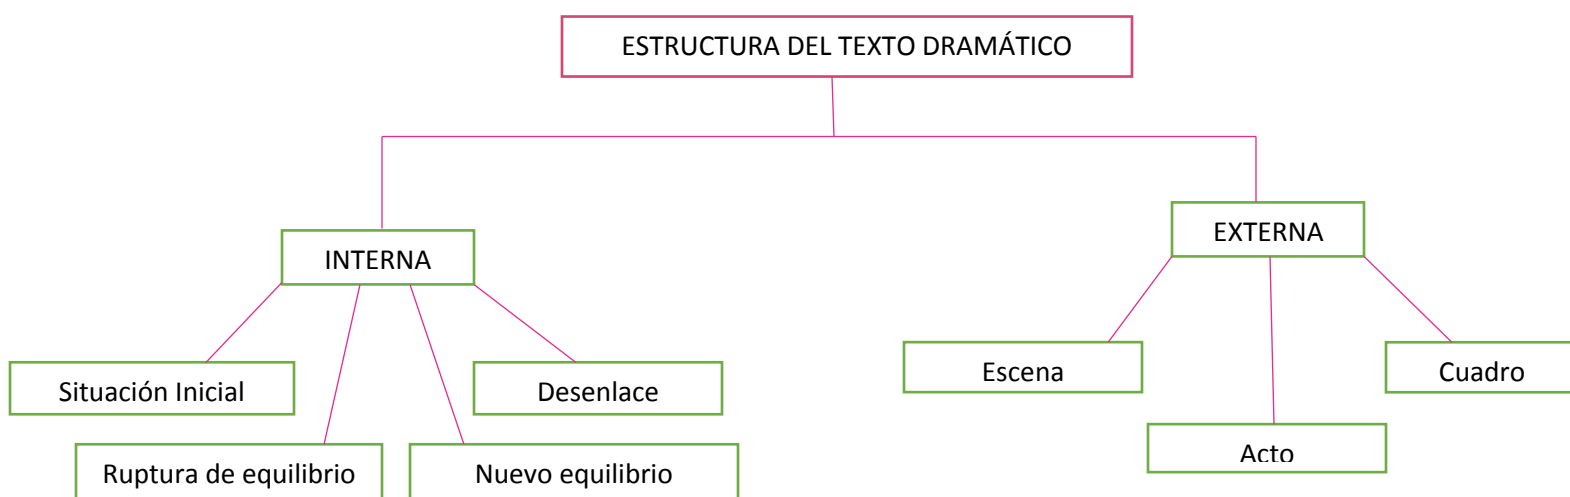 ESTRUCTURA DEL TEXTO DRAMÁTICO
INTERNA
EXTERNA
Situación Inicial
Desenlace
Ruptura de equilibrio
Nuevo equilibrio
Escena
Cuadro
Acto